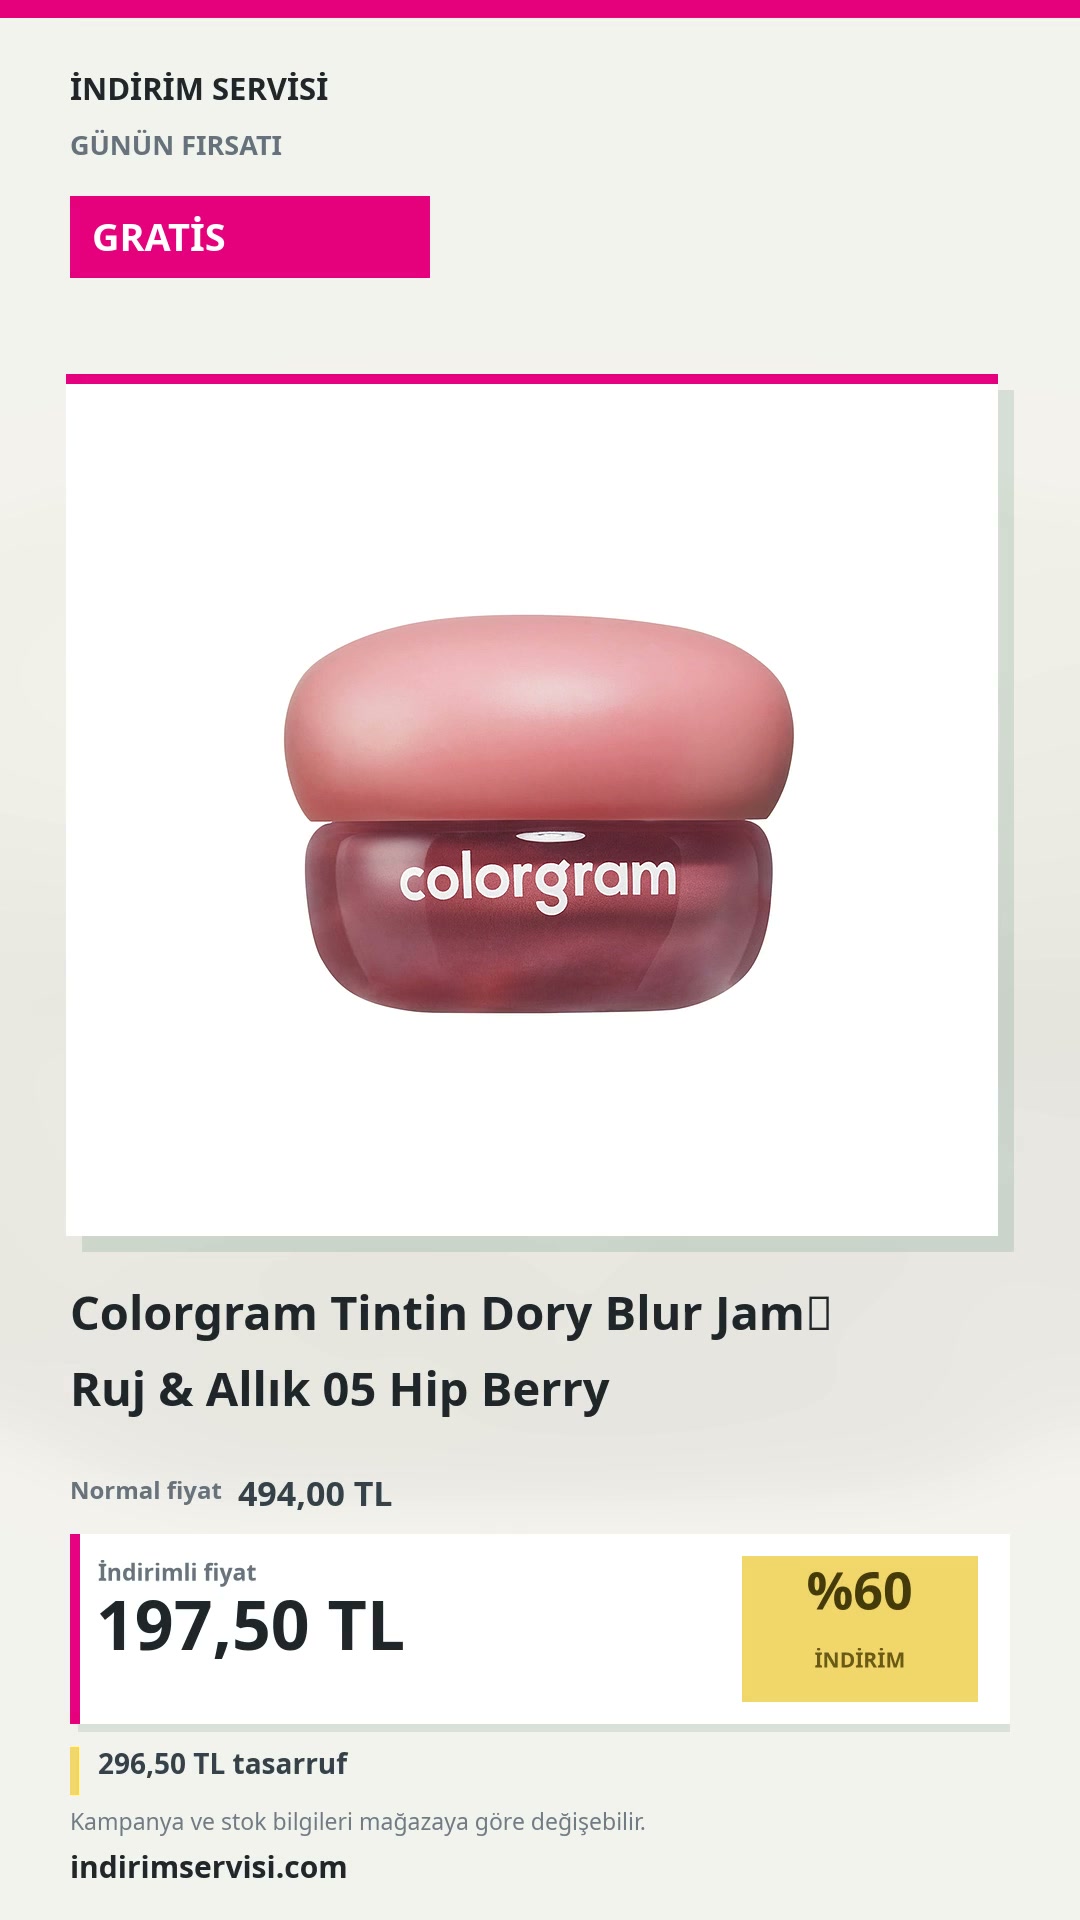 İNDİRİM SERVİSİ
GÜNÜN FIRSATI
GRATİS
colorgram
Colorgram Tintin Dory Blur Jam
Ruj & Allık 05 Hip Berry
Normal fiyat 494,00 TL
İndirimli fiyat
197,50 TL
%60
İNDİRİM
296,50 TL tasarruf
Kampanya ve stok bilgileri mağazaya göre değişebilir.
indirimservisi.com